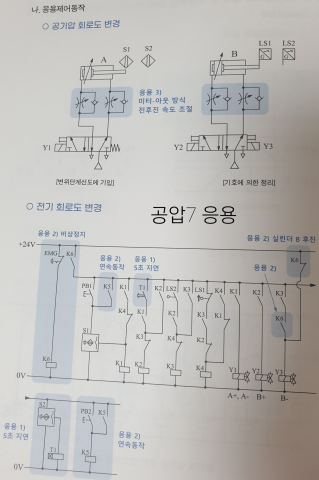 나. 응용제어동작
○ 공기압 회로도 변경
A
S1
S2
B
LS1
LS2
응용 3)
미터-아웃 방식
전후진 속도 조절
Y1
Y2
Y3
[변위단계선도에 기입]
[기호에 의한 정리]
○ 전기 회로도 변경
공압7 응용
응용 2) 비상정지
응용 2) 실린더 B 후진
+24V
EMG
K6
응용 2)
연속동작
응용 1)
5초 지연
응용 2)
K6
PB1
K5
K1
T1
K2
LS2
K3
LS1
K4
K1
K2
K3
K4
K2
K3
K1
K6
S1
K3
K4
K2
K6
K1
K2
K3
K4
Y1
Y2
Y3
0V
A+, A-
B+
B-
S2
PB2
K5
응용 1)
5초 지연
응용 2)
연속동작
T1
K5
0V